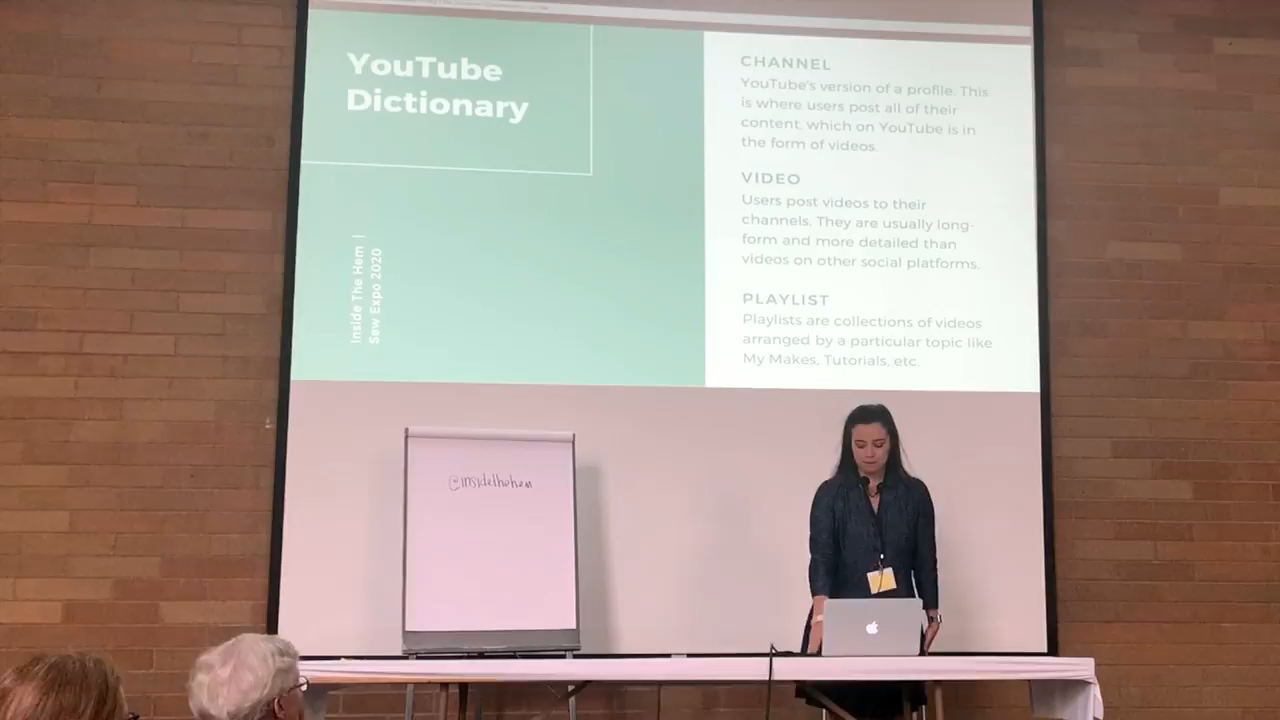 YouTube
Dictionary
Inside The Hem |
Sew Expo 2020
CHANNEL
YouTube's version of a profile. This
is where users post all of their
content, which on YouTube is in
the form of videos.
VIDEO
Users post videos to their
channels. They are usually long-
form and more detailed than
videos on other social platforms.
PLAYLIST
Playlists are collections of videos
arranged by a particular topic like
My Makes, Tutorials, etc.
@insidethehem